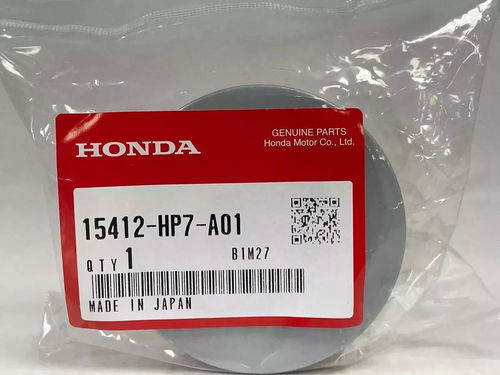 GENUINE PARTS
HONDA
Honda Motor Co., Ltd.
15412-HP7-A01
QTY 1
B1M27
MADE IN JAPAN